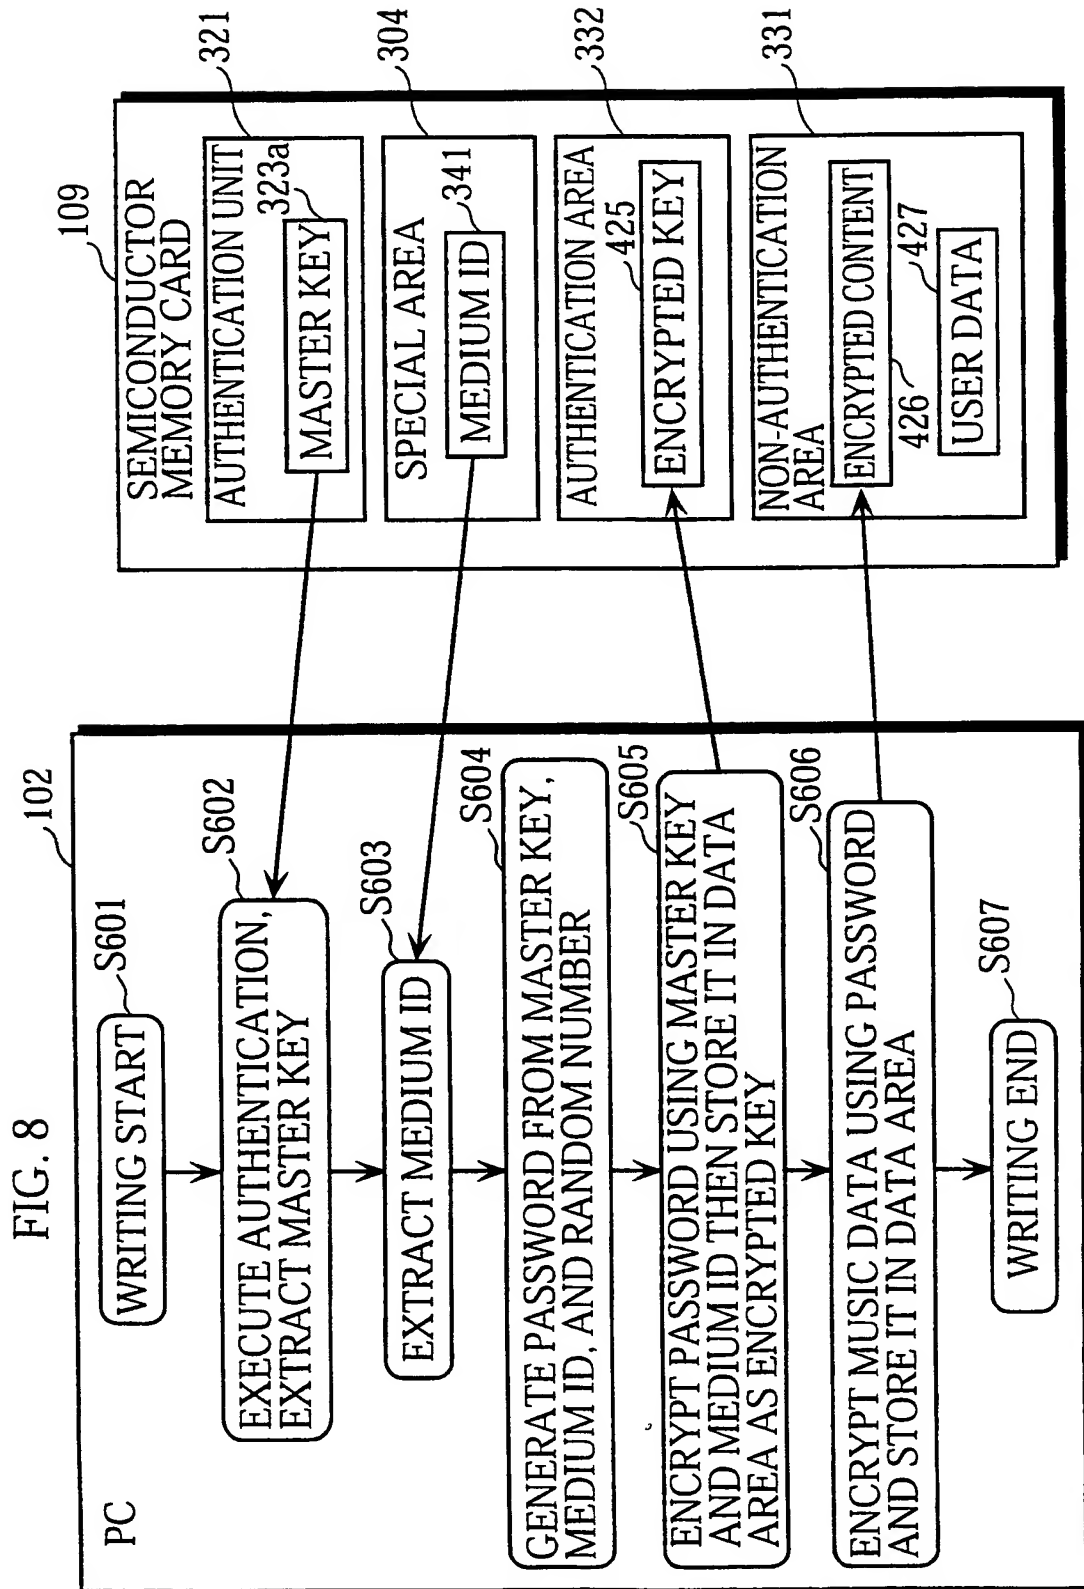 FIG. 8
102
PC
WRITING START
S601
EXECUTE AUTHENTICATION,
EXTRACT MASTER KEY
S602
EXTRACT MEDIUM ID
S603
GENERATE PASSWORD FROM MASTER KEY,
MEDIUM ID, AND RANDOM NUMBER
S604
ENCRYPT PASSWORD USING MASTER KEY
AND MEDIUM ID THEN STORE IT IN DATA
AREA AS ENCRYPTED KEY
S605
ENCRYPT MUSIC DATA USING PASSWORD
AND STORE IT IN DATA AREA
S606
WRITING END
S607
109
SEMICONDUCTOR
MEMORY CARD
AUTHENTICATION UNIT
321
323a
MASTER KEY
SPECIAL AREA
304
MEDIUM ID
341
AUTHENTICATION AREA
332
425
ENCRYPTED KEY
NON-AUTHENTICATION
AREA
331
ENCRYPTED CONTENT
426
427
USER DATA